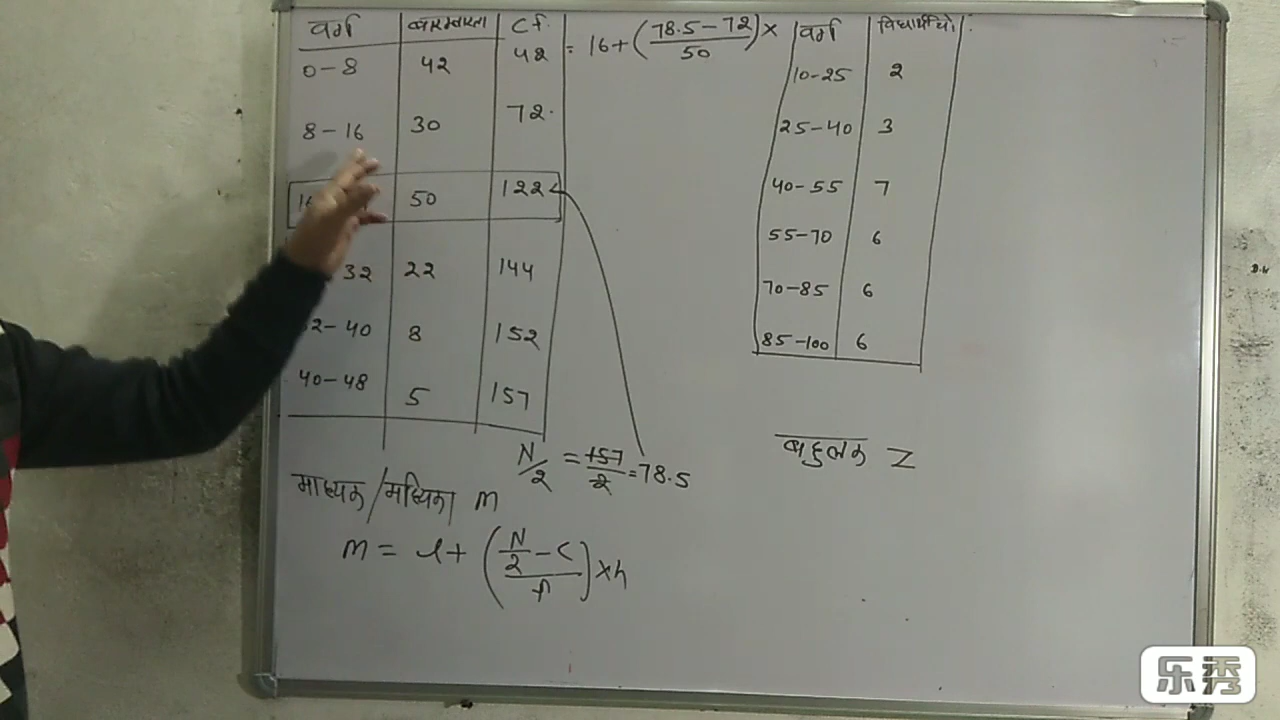 वर्ग बारम्बारता C.f.
0-8 42 42
8-16 30 72
50 122
32 22 144
2-40 8 152
40-48 5 157
= 16+(78.5-72/50)×
वर्ग
10-25 2
25-40 3
40-55 7
55-70 6
70-85 6
85-100 6
N/2 = 157/2 = 78.5
माध्यक/मध्यिका m
m = l+(N/2-C/f)×h
बहुलक Z
乐秀